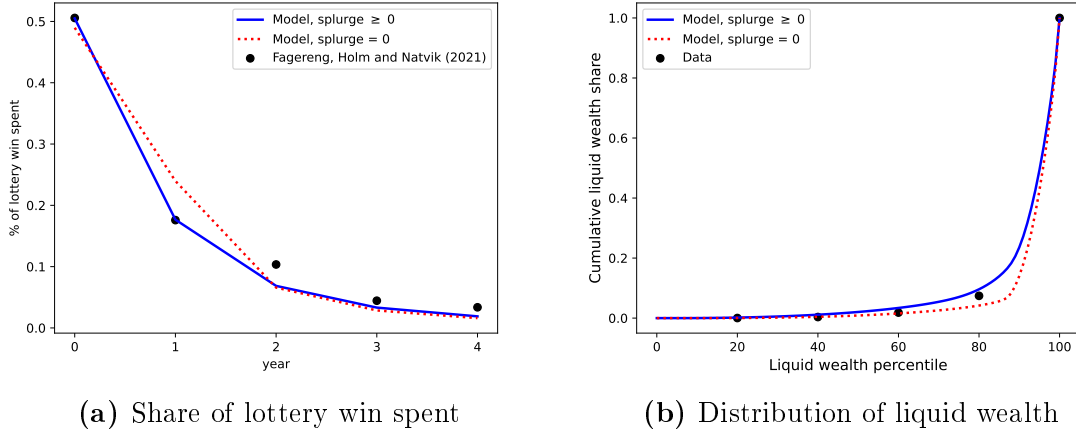 0.5
0.4
0.3
0.2
0.1
0.0
% of lottery win spent
0 1 2 3 4
year
Model, splurge ≥ 0
Model, splurge = 0
Fagereng, Holm and Natvik (2021)
(a) Share of lottery win spent
1.0
0.8
0.6
0.4
0.2
0.0
Cumulative liquid wealth share
0 20 40 60 80 100
Liquid wealth percentile
Model, splurge ≥ 0
Model, splurge = 0
Data
(b) Distribution of liquid wealth